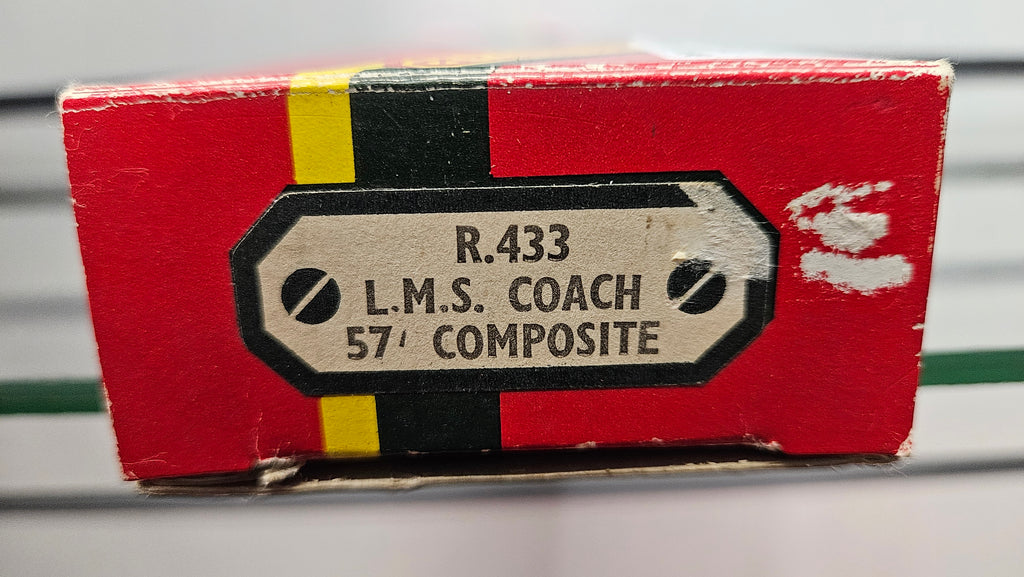 R.433
L.M.S. COACH
57' COMPOSITE